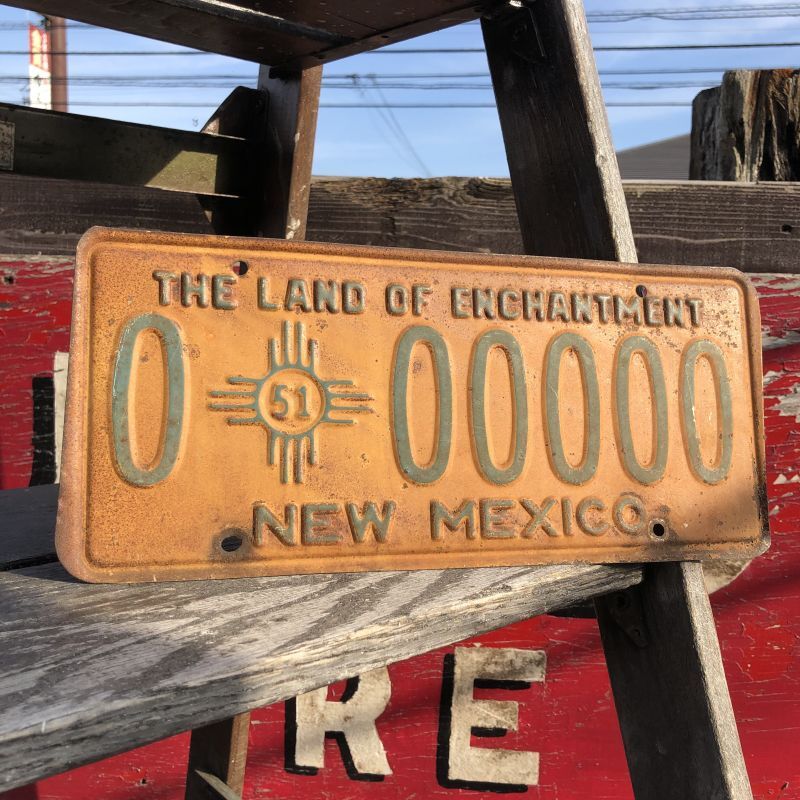 THE LAND OF ENCHANTMENT
0 51 00000
NEW MEXICO
RE